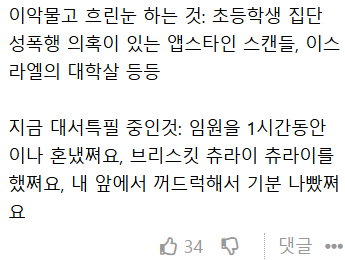 이악물고 흐린눈 하는 것: 초등학생 집단
성폭행 의혹이 있는 앱스타인 스캔들, 이스
라엘의 대학살 등등
지금 대서특필 중인것: 임원을 1시간동안
이나 혼냈쪄요, 브리스킷 츄라이 츄라이를
했쪄요, 내 앞에서 꺼드럭해서 기분 나빴쪄
요
34 댓글